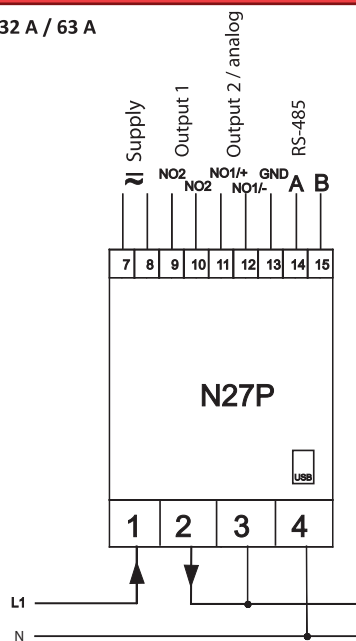 32 A / 63 A
Supply
Output 1
Output 2 / analog
RS-485
NO2
NO2
NO1/+
NO1/-
GND
A B
7 8 9 10 11 12 13 14 15
N27P
USB
1 2 3 4
L1
N